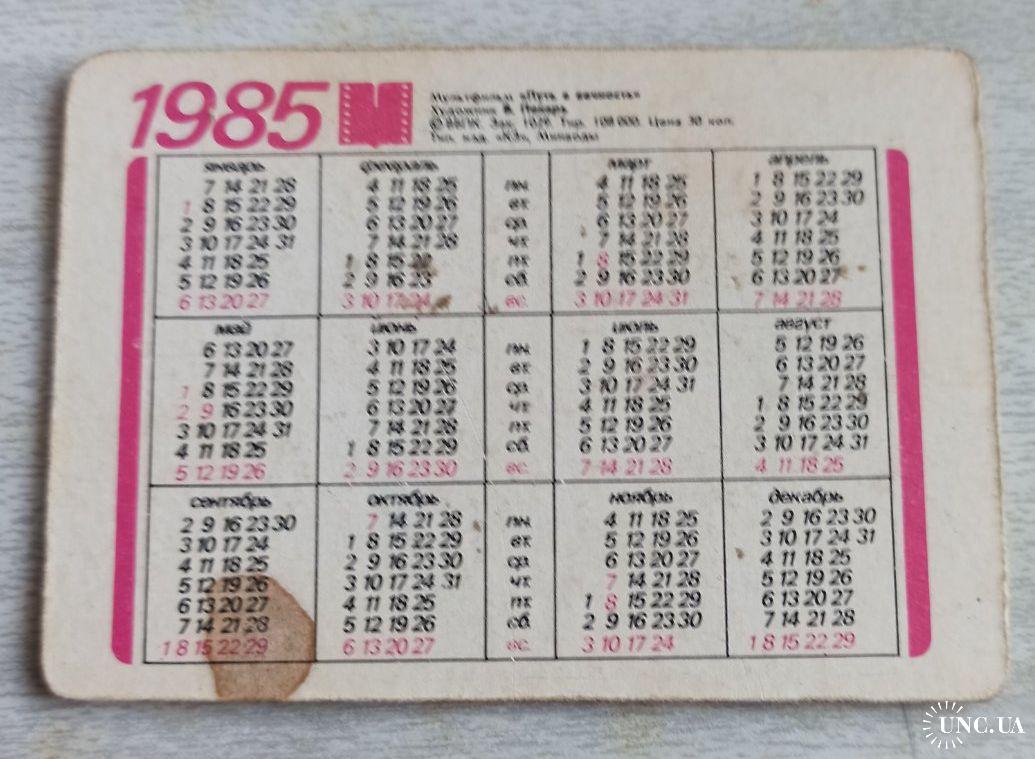 1985
Мультфильм «Путь в вечность»
Художник В. Пекарь
©ВБПК. Зак. 1029. Тир. 108 000. Цена 30 коп.
Тип. изд. Минводы
январь февраль март апрель
7 14 21 28 4 11 18 25 пн. 4 11 18 25 1 8 15 22 29
1 8 15 22 29 5 12 19 26 вт. 5 12 19 26 2 9 16 23 30
2 9 16 23 30 6 13 20 27 ср. 6 13 20 27 3 10 17 24
3 10 17 24 31 7 14 21 28 чт. 7 14 21 28 4 11 18 25
4 11 18 25 1 8 15 22 пт. 1 8 15 22 29 5 12 19 26
5 12 19 26 2 9 16 23 сб. 2 9 16 23 30 6 13 20 27
6 13 20 27 3 10 17 24 вс. 3 10 17 24 31 7 14 21 28
май июнь июль август
6 13 20 27 3 10 17 24 пн. 1 8 15 22 29 5 12 19 26
7 14 21 28 4 11 18 25 вт. 2 9 16 23 30 6 13 20 27
1 8 15 22 29 5 12 19 26 ср. 3 10 17 24 31 7 14 21 28
2 9 16 23 30 6 13 20 27 чт. 4 11 18 25 1 8 15 22 29
3 10 17 24 31 7 14 21 28 пт. 5 12 19 26 2 9 16 23 30
4 11 18 25 1 8 15 22 29 сб. 6 13 20 27 3 10 17 24 31
5 12 19 26 2 9 16 23 30 вс. 7 14 21 28 4 11 18 25
сентябрь октябрь ноябрь декабрь
2 9 16 23 30 7 14 21 28 пн. 4 11 18 25 2 9 16 23 30
3 10 17 24 1 8 15 22 29 вт. 5 12 19 26 3 10 17 24 31
4 11 18 25 2 9 16 23 30 ср. 6 13 20 27 4 11 18 25
5 12 19 26 3 10 17 24 31 чт. 7 14 21 28 5 12 19 26
6 13 20 27 4 11 18 25 пт. 1 8 15 22 29 6 13 20 27
7 14 21 28 5 12 19 26 сб. 2 9 16 23 30 7 14 21 28
1 8 15 22 29 6 13 20 27 вс. 3 10 17 24 1 8 15 22 29
UNC.UA